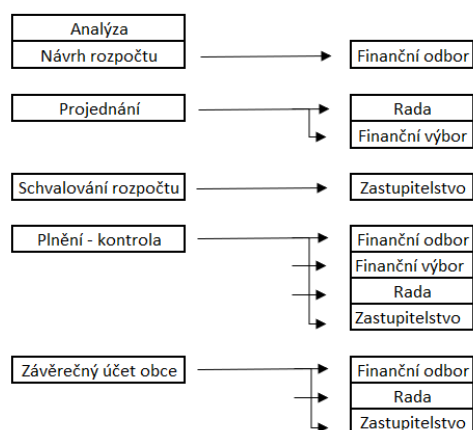 Analýza
Návrh rozpočtu
Finanční odbor
Projednání
Rada
Finanční výbor
Schvalování rozpočtu
Zastupitelstvo
Plnění - kontrola
Finanční odbor
Finanční výbor
Rada
Zastupitelstvo
Závěrečný účet obce
Finanční odbor
Rada
Zastupitelstvo